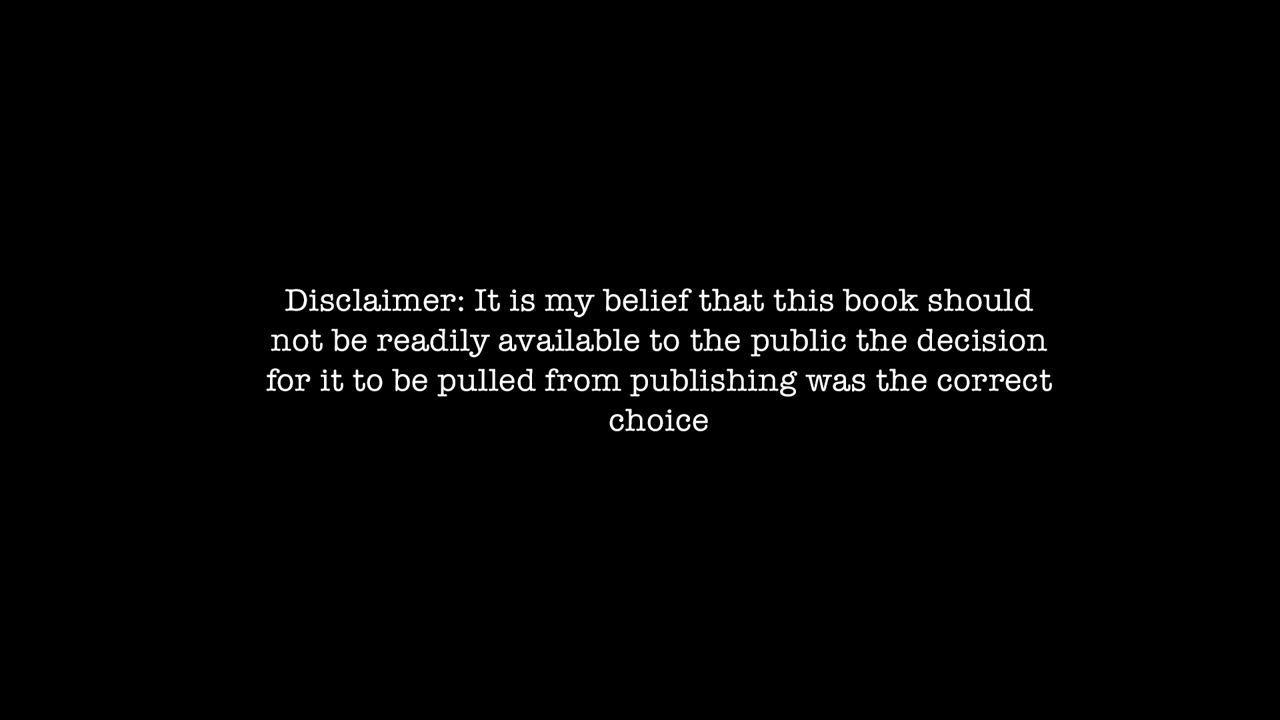 Disclaimer: It is my belief that this book should
not be readily available to the public the decision
for it to be pulled from publishing was the correct
choice